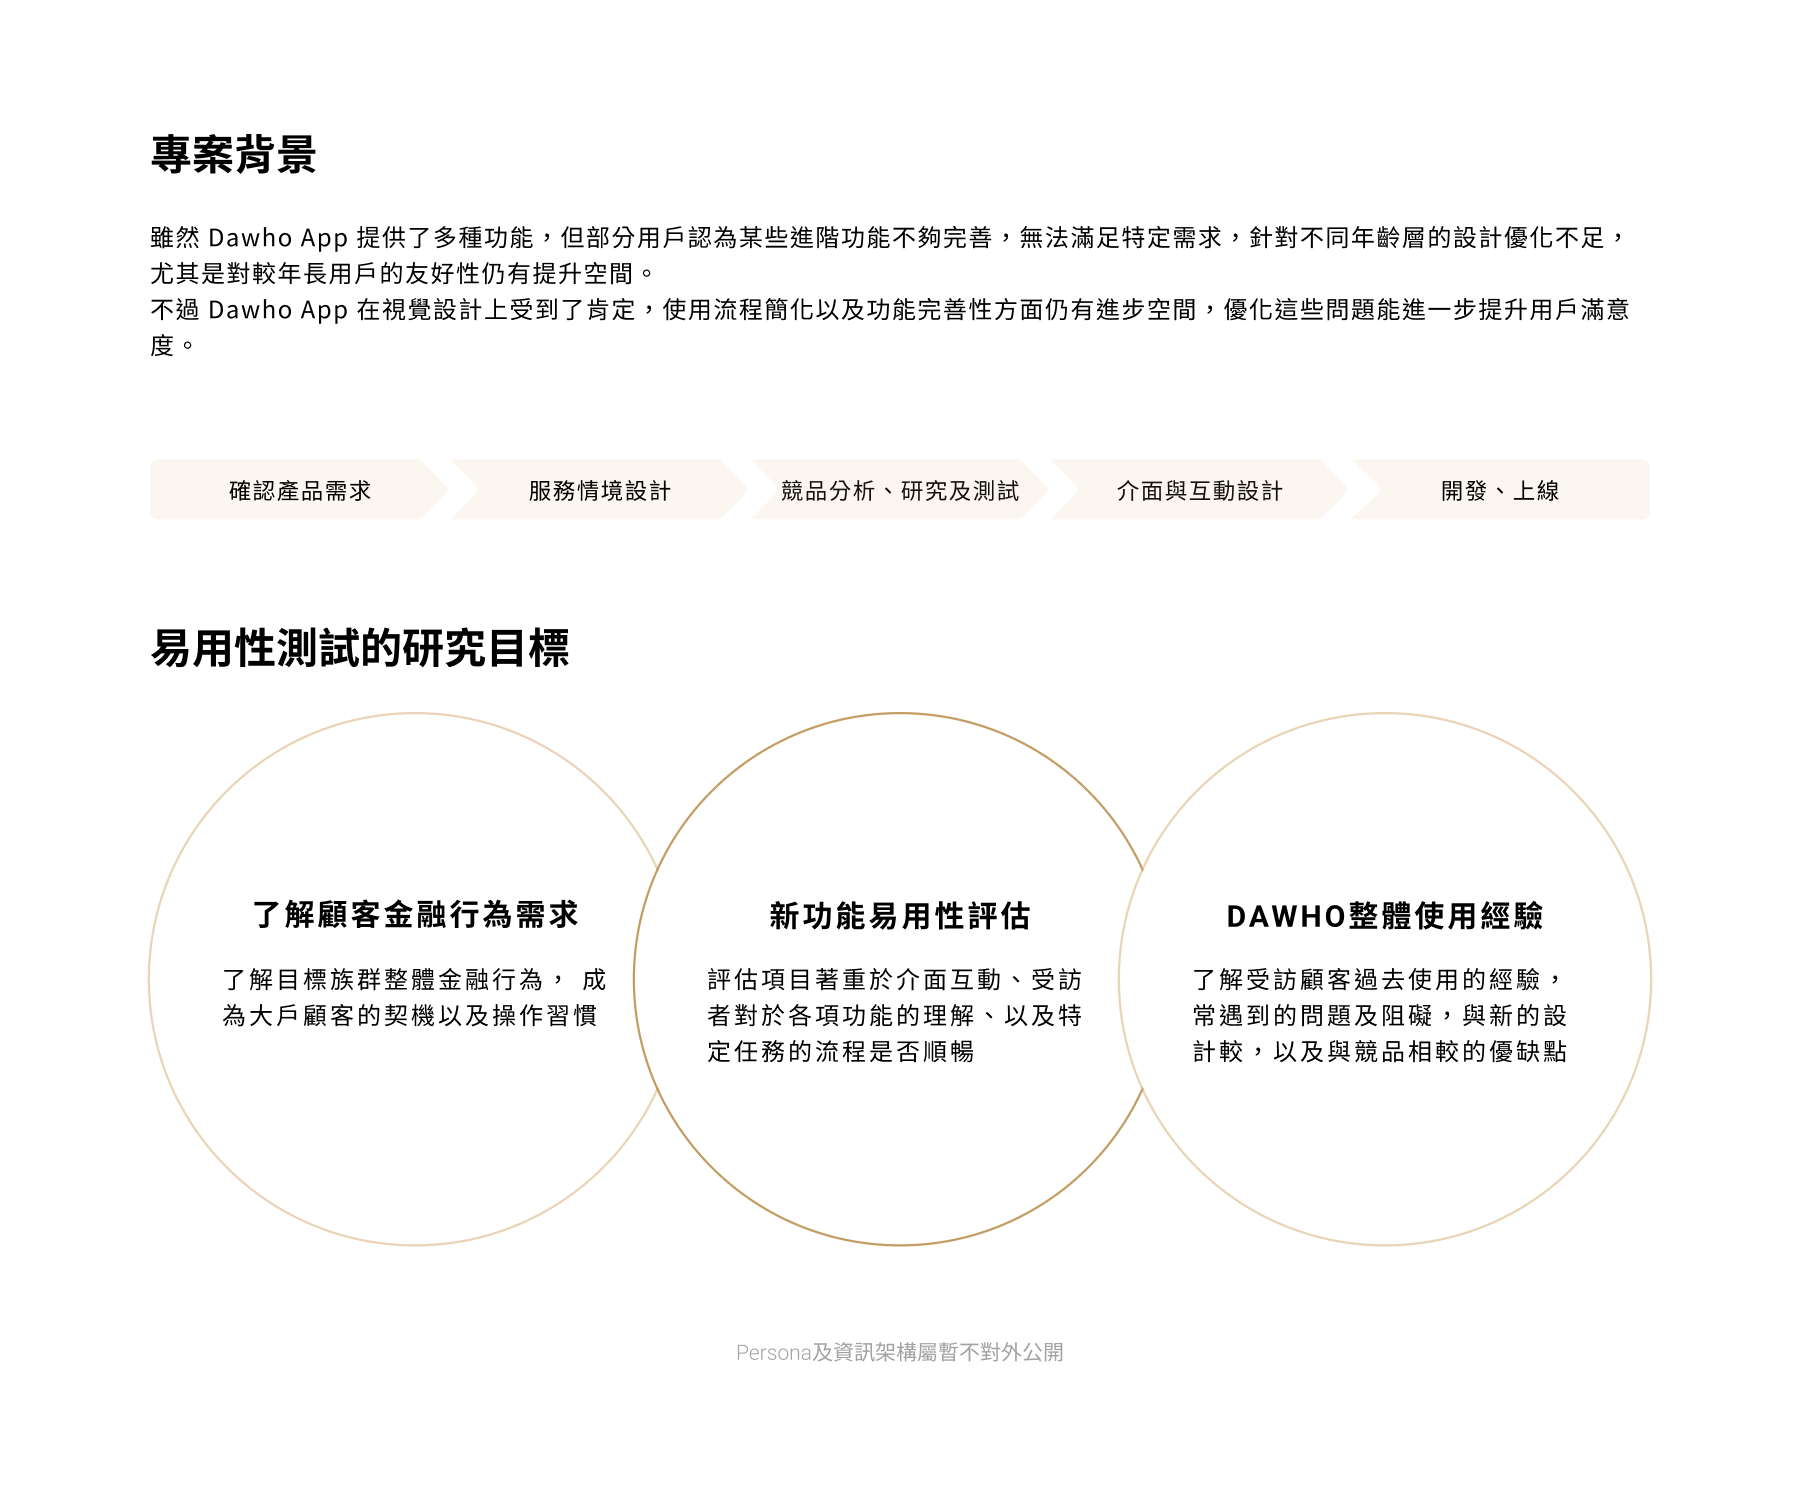 專案背景
雖然 Dawho App 提供了多種功能，但部分用戶認為某些進階功能不夠完善，無法滿足特定需求，針對不同年齡層的設計優化不足，
尤其是對較年長用戶的友好性仍有提升空間。
不過 Dawho App 在視覺設計上受到了肯定，使用流程簡化以及功能完善性方面仍有進步空間，優化這些問題能進一步提升用戶滿意
度。
確認產品需求
服務情境設計
競品分析、研究及測試
介面與互動設計
開發、上線
易用性測試的研究目標
了解顧客金融行為需求
了解目標族群整體金融行為， 成
為大戶顧客的契機以及操作習慣
新功能易用性評估
評估項目著重於介面互動、受訪
者對於各項功能的理解、以及特
定任務的流程是否順暢
DAWHO整體使用經驗
了解受訪顧客過去使用的經驗，
常遇到的問題及阻礙，與新的設
計較，以及與競品相較的優缺點
Persona及資訊架構屬暫不對外公開